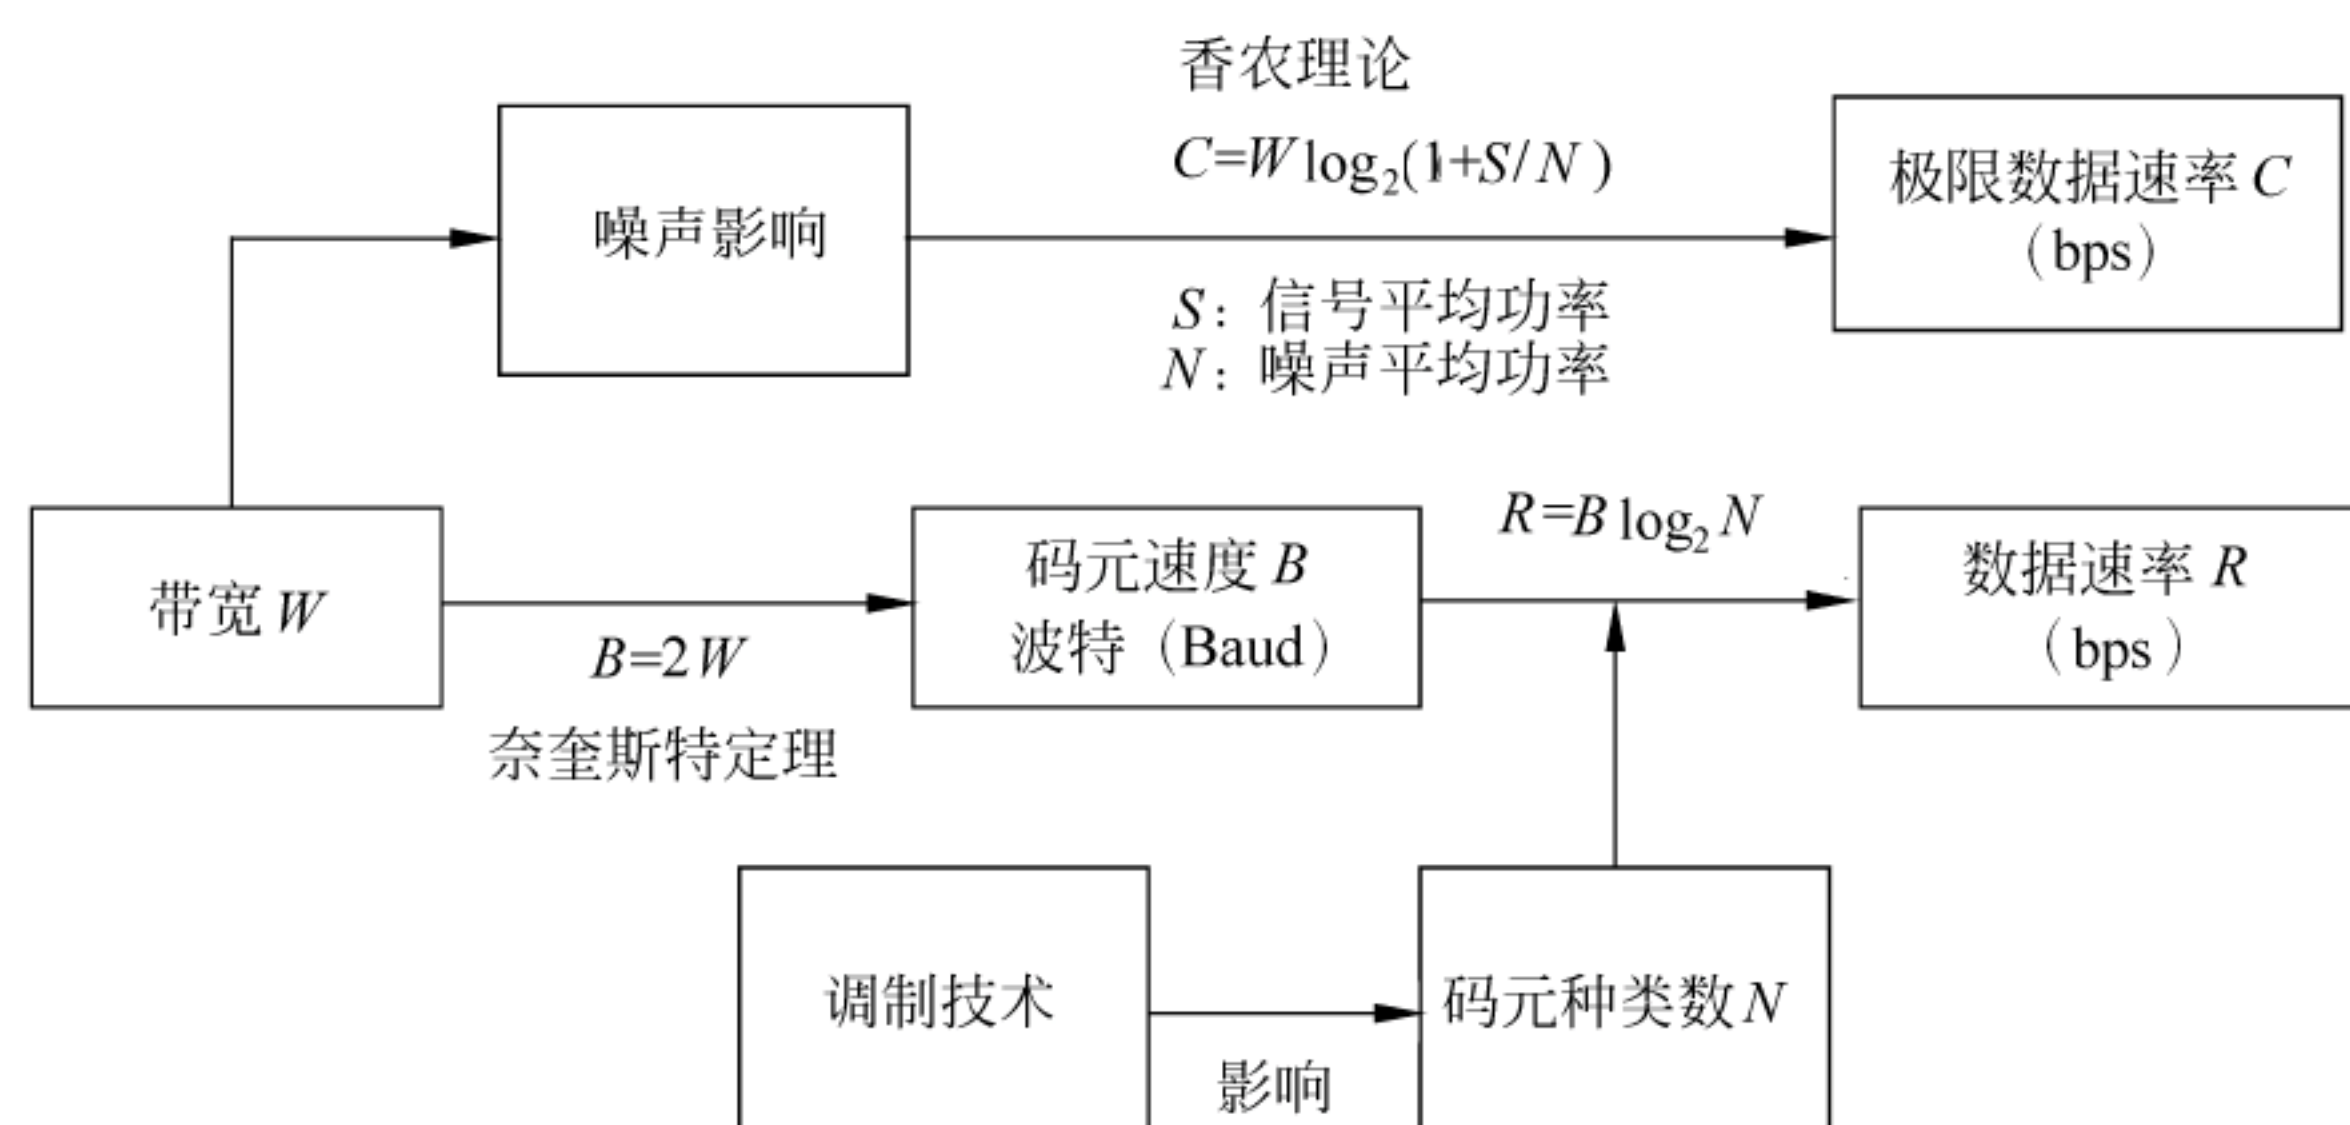 香农理论
C=W log₂(1+S/N)
噪声影响
极限数据速率 C
(bps)
S：信号平均功率
N：噪声平均功率
带宽 W
B=2W
奈奎斯特定理
码元速度 B
波特（Baud）
R=B log₂ N
数据速率 R
（bps）
调制技术
影响
码元种类数 N